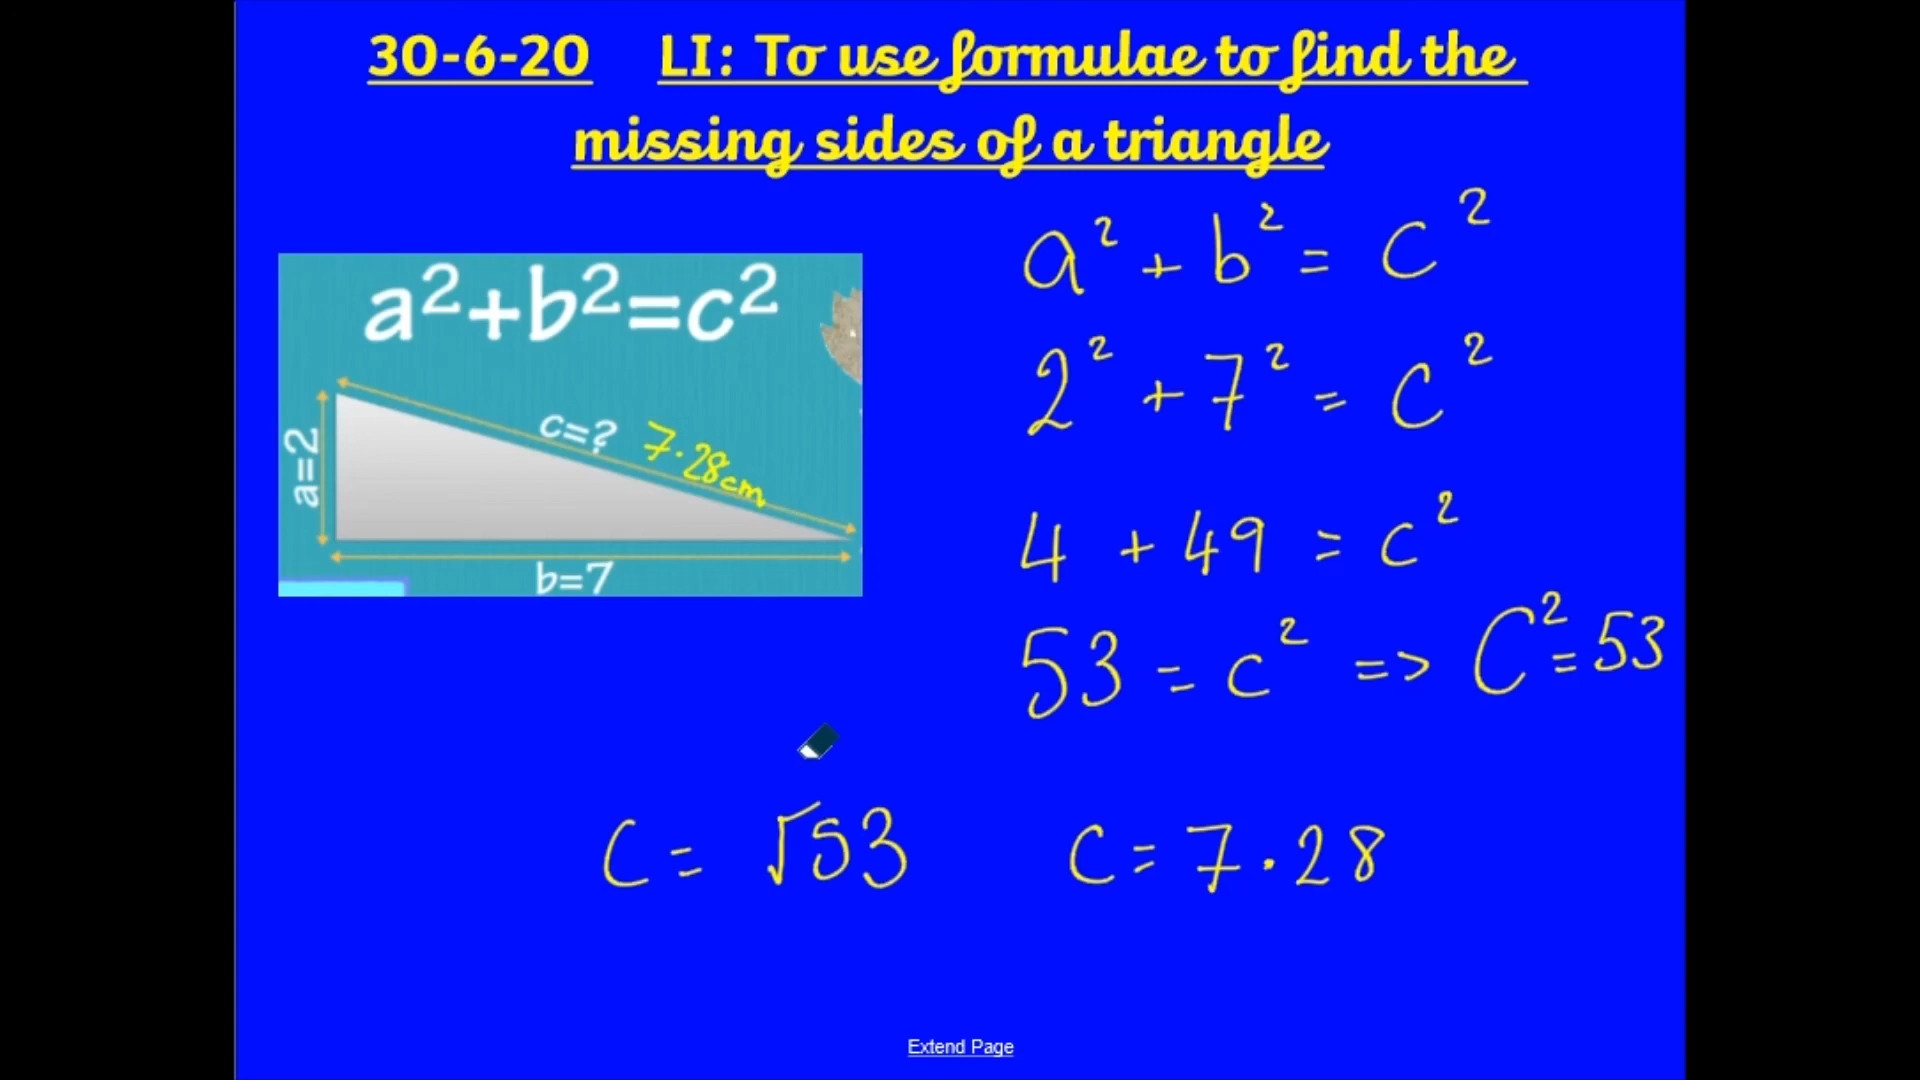 30-6-20 LI: To use formulae to find the
missing sides of a triangle
a²+b²=c²
a=2
c=? 7.28cm
b=7
a² + b² = c²
2² + 7² = c²
4 + 49 = c²
53 = c² => C² = 53
C = √53 C = 7.28
Extend Page